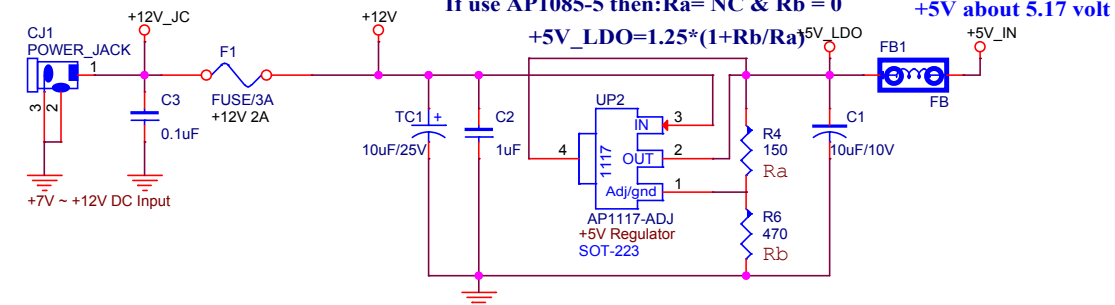 If use AP1085-5 then:Ra= NC & Rb = 0
+5V about 5.17 volt
+12V_JC
+12V
+5V_LDO=1.25*(1+Rb/Ra)
+5V_LDO
+5V_IN
CJ1
POWER_JACK
F1
FB1
1
FUSE/3A
+12V 2A
FB
C3
0.1uF
3
2
TC1
+
10uF/25V
C2
1uF
UP2
IN
3
4
1117
OUT
2
Adj/gnd
1
R4
150
Ra
C1
10uF/10V
AP1117-ADJ
+5V Regulator
SOT-223
R6
470
Rb
+7V ~ +12V DC Input